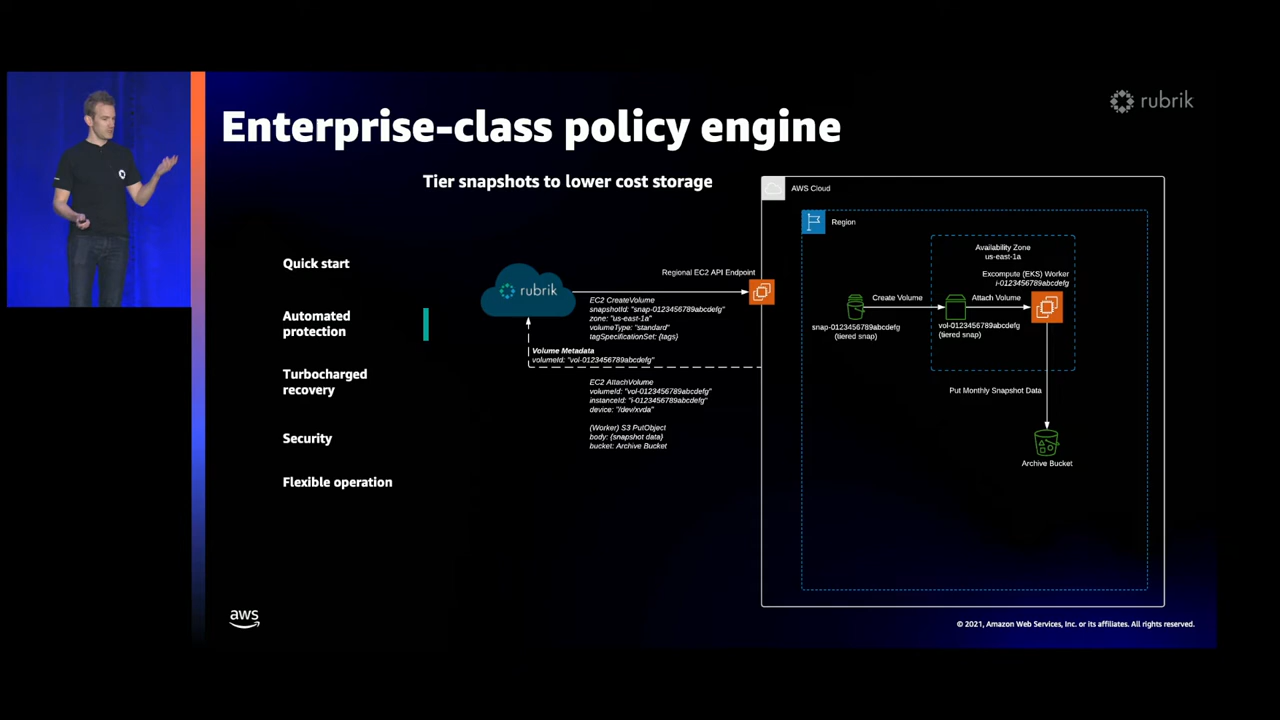 rubrik
Enterprise-class policy engine
Tier snapshots to lower cost storage
Quick start
Automated
protection
Turbocharged
recovery
Security
Flexible operation
rubrik
Regional EC2 API Endpoint
EC2 CreateVolume
snapshotId: "snap-0123456789abcdefg"
zone: "us-east-1a"
volumeType: "standard"
tagSpecificationSet: {tags}
Volume Metadata
volumeId: "vol-0123456789abcdefg"
EC2 AttachVolume
volumeId: "vol-0123456789abcdefg"
instanceId: "i-0123456789abcdefg"
device: "/dev/xvda"
(Worker) S3 PutObject
body: {snapshot data}
bucket: Archive Bucket
AWS Cloud
Region
Availability Zone
us-east-1a
Exocompute (EKS) Worker
i-0123456789abcdefg
Create Volume
Attach Volume
snap-0123456789abcdefg
(tiered snap)
vol-0123456789abcdefg
(tiered snap)
Put Monthly Snapshot Data
Archive Bucket
aws
© 2021, Amazon Web Services, Inc. or its affiliates. All rights reserved.